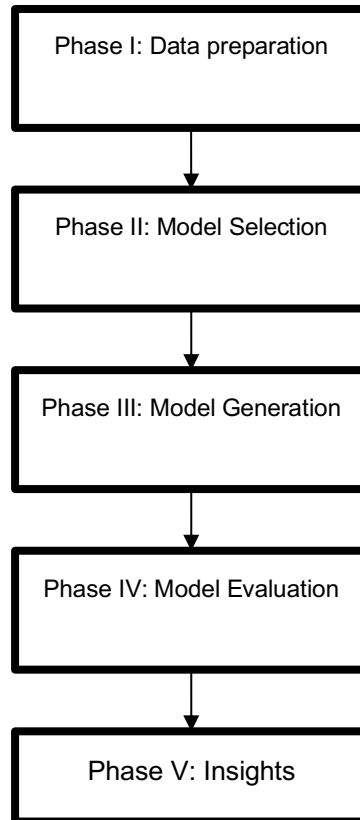 Phase I: Data preparation
Phase II: Model Selection
Phase III: Model Generation
Phase IV: Model Evaluation
Phase V: Insights